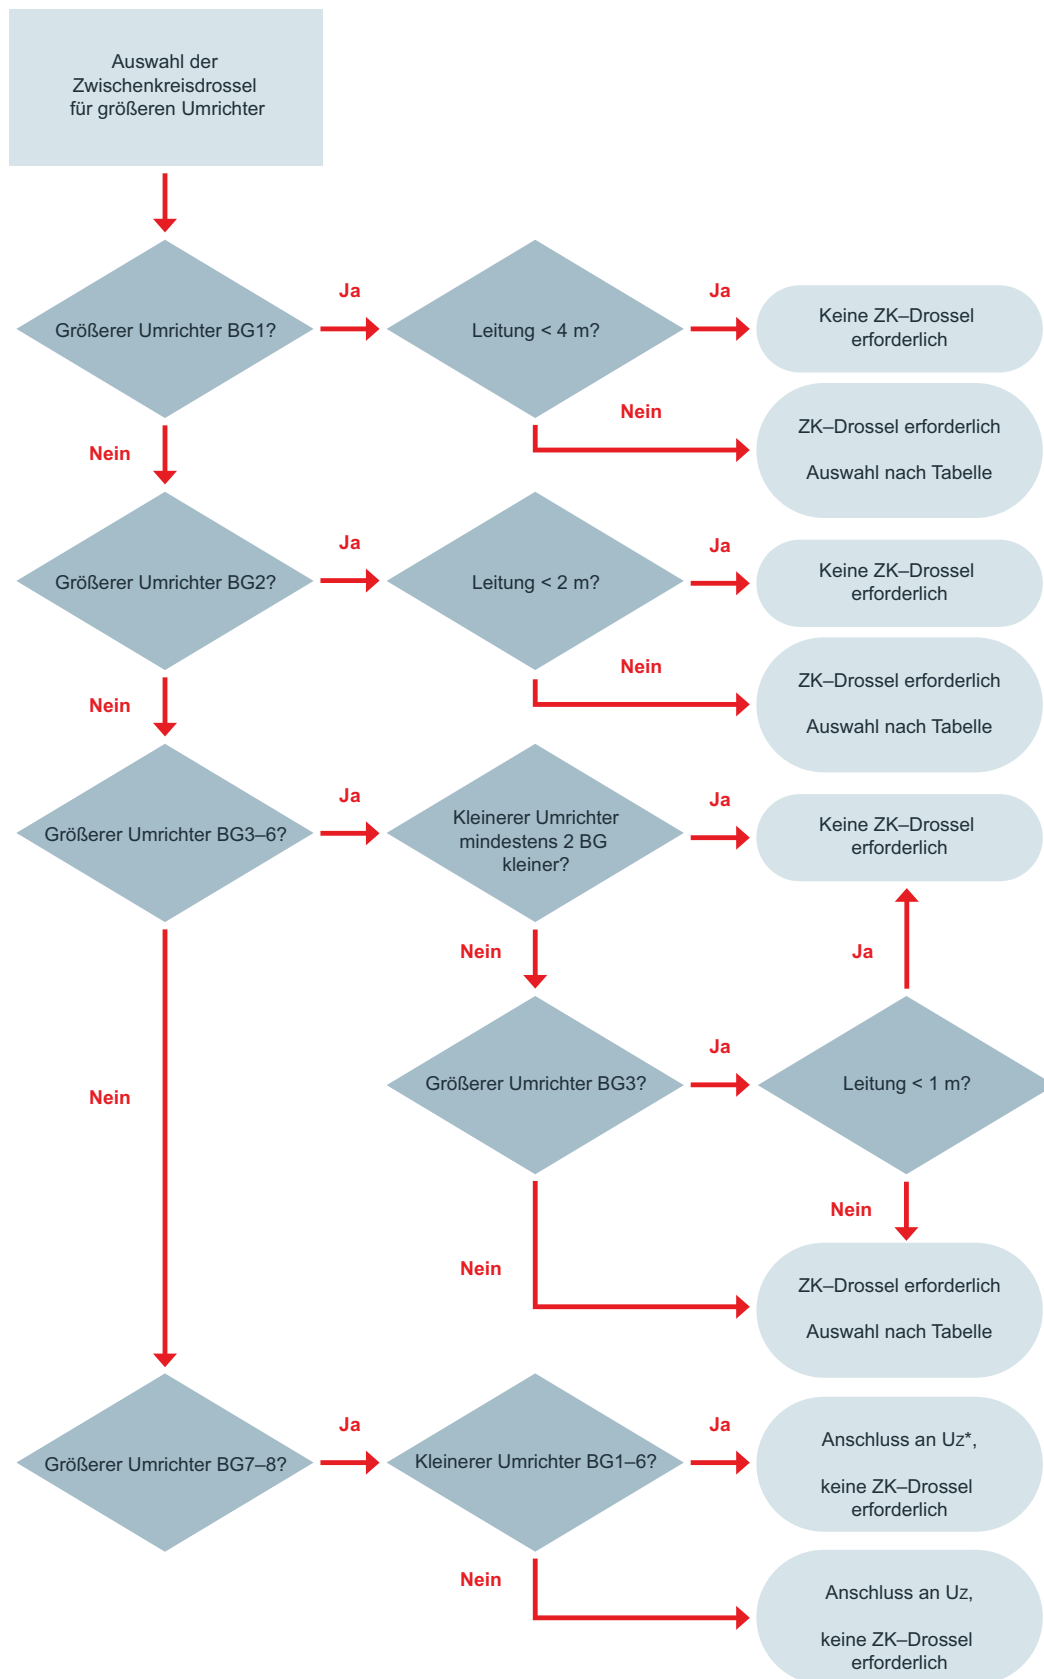 Auswahl der
Zwischenkreisdrossel
für größeren Umrichter
Größerer Umrichter BG1?
Ja
Leitung < 4 m?
Ja
Keine ZK–Drossel
erforderlich
Nein
ZK–Drossel erforderlich
Auswahl nach Tabelle
Nein
Größerer Umrichter BG2?
Ja
Leitung < 2 m?
Ja
Keine ZK–Drossel
erforderlich
Nein
ZK–Drossel erforderlich
Auswahl nach Tabelle
Nein
Größerer Umrichter BG3–6?
Ja
Kleinerer Umrichter
mindestens 2 BG
kleiner?
Ja
Keine ZK–Drossel
erforderlich
Nein
Ja
Größerer Umrichter BG3?
Ja
Leitung < 1 m?
Nein
Nein
Nein
ZK–Drossel erforderlich
Auswahl nach Tabelle
Größerer Umrichter BG7–8?
Ja
Kleinerer Umrichter BG1–6?
Ja
Anschluss an Uz*,
keine ZK–Drossel
erforderlich
Nein
Anschluss an Uz,
keine ZK–Drossel
erforderlich